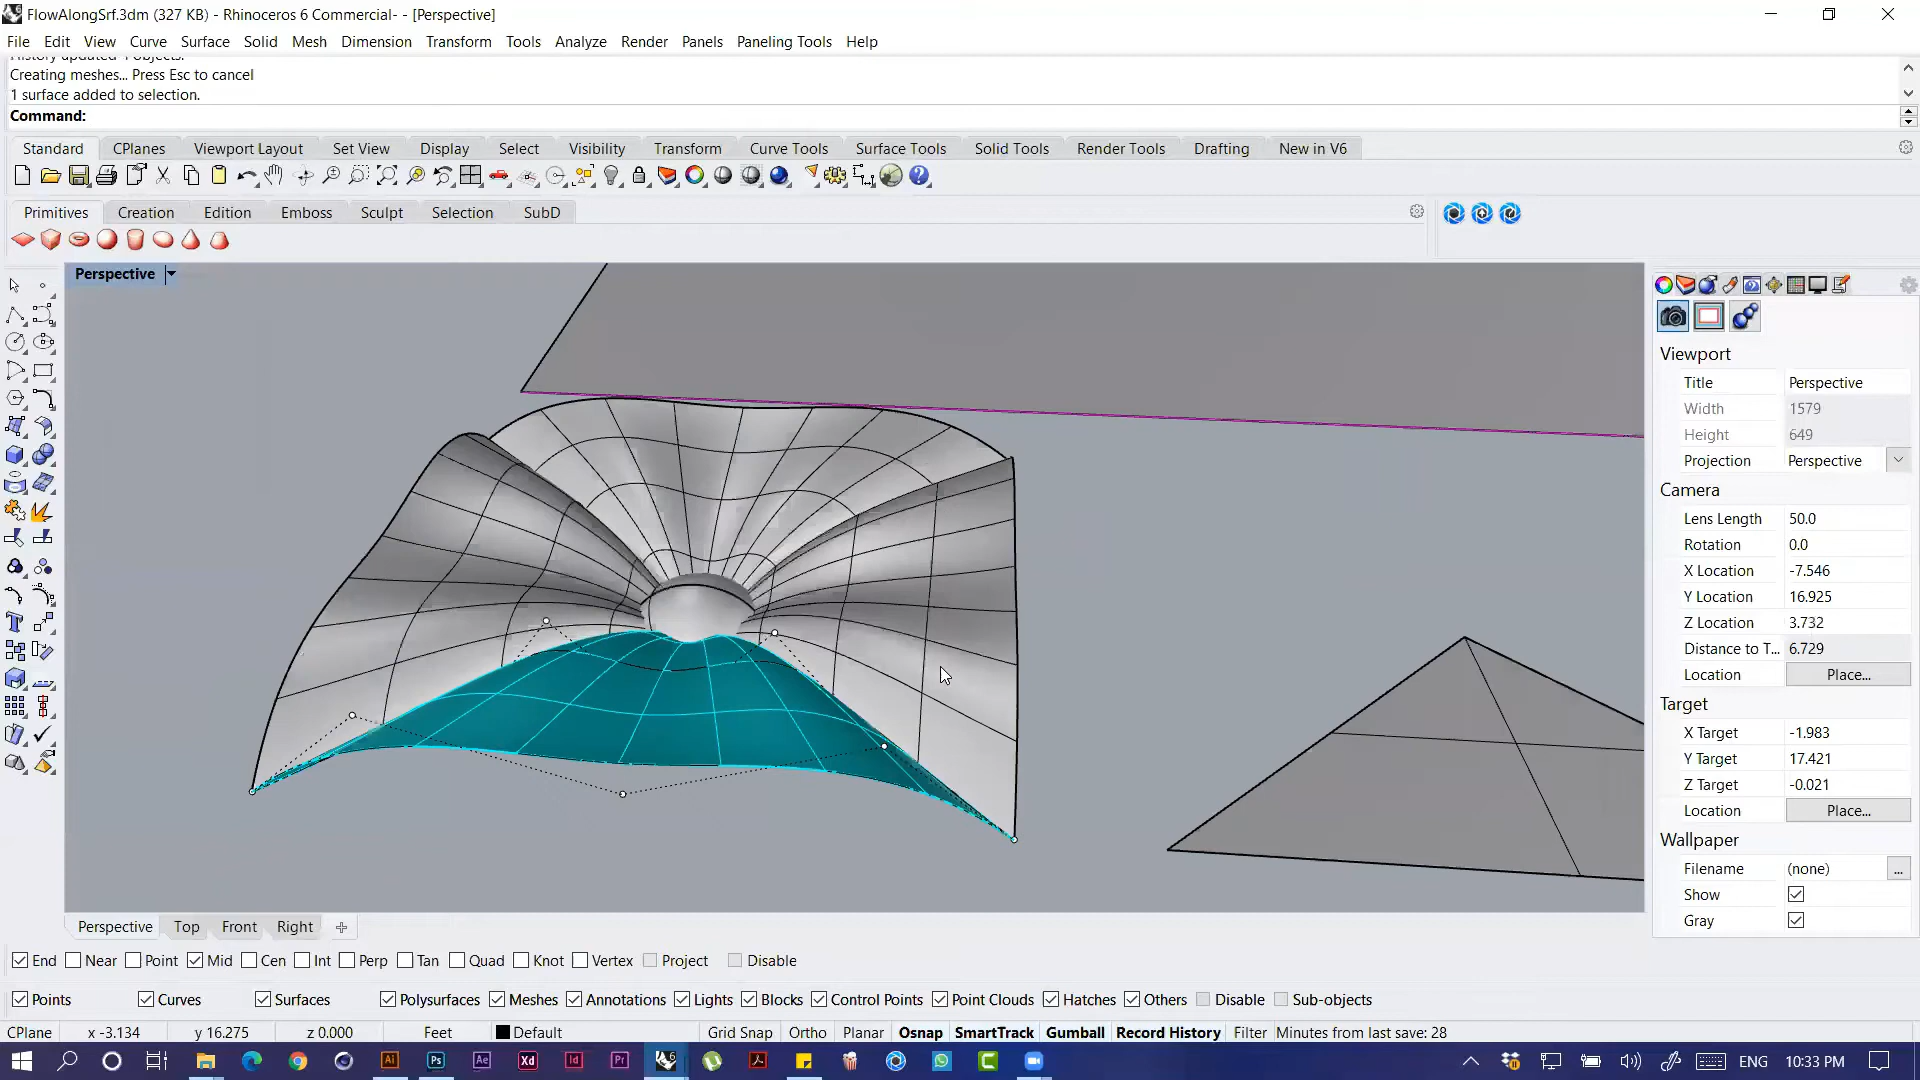 FlowAlongSrf.3dm (327 KB) - Rhinoceros 6 Commercial- - [Perspective]
File Edit View Curve Surface Solid Mesh Dimension Transform Tools Analyze Render Panels Paneling Tools Help
Creating meshes... Press Esc to cancel
1 surface added to selection.
Command:
Standard CPlanes Viewport Layout Set View Display Select Visibility Transform Curve Tools Surface Tools Solid Tools Render Tools Drafting New in V6
Primitives Creation Edition Emboss Sculpt Selection SubD
Perspective
Viewport
Title Perspective
Width 1579
Height 649
Projection Perspective
Camera
Lens Length 50.0
Rotation 0.0
X Location -7.546
Y Location 16.925
Z Location 3.732
Distance to T... 6.729
Location Place...
Target
X Target -1.983
Y Target 17.421
Z Target -0.021
Location Place...
Wallpaper
Filename (none) ...
Show
Gray
Perspective Top Front Right
End Near Point Mid Cen Int Perp Tan Quad Knot Vertex Project Disable
Points Curves Surfaces Polysurfaces Meshes Annotations Lights Blocks Control Points Point Clouds Hatches Others Disable Sub-objects
CPlane x -3.134 y 16.275 z 0.000 Feet Default Grid Snap Ortho Planar Osnap SmartTrack Gumball Record History Filter Minutes from last save: 28
Ai Ps Ae Xd Id Pr ENG 10:33 PM